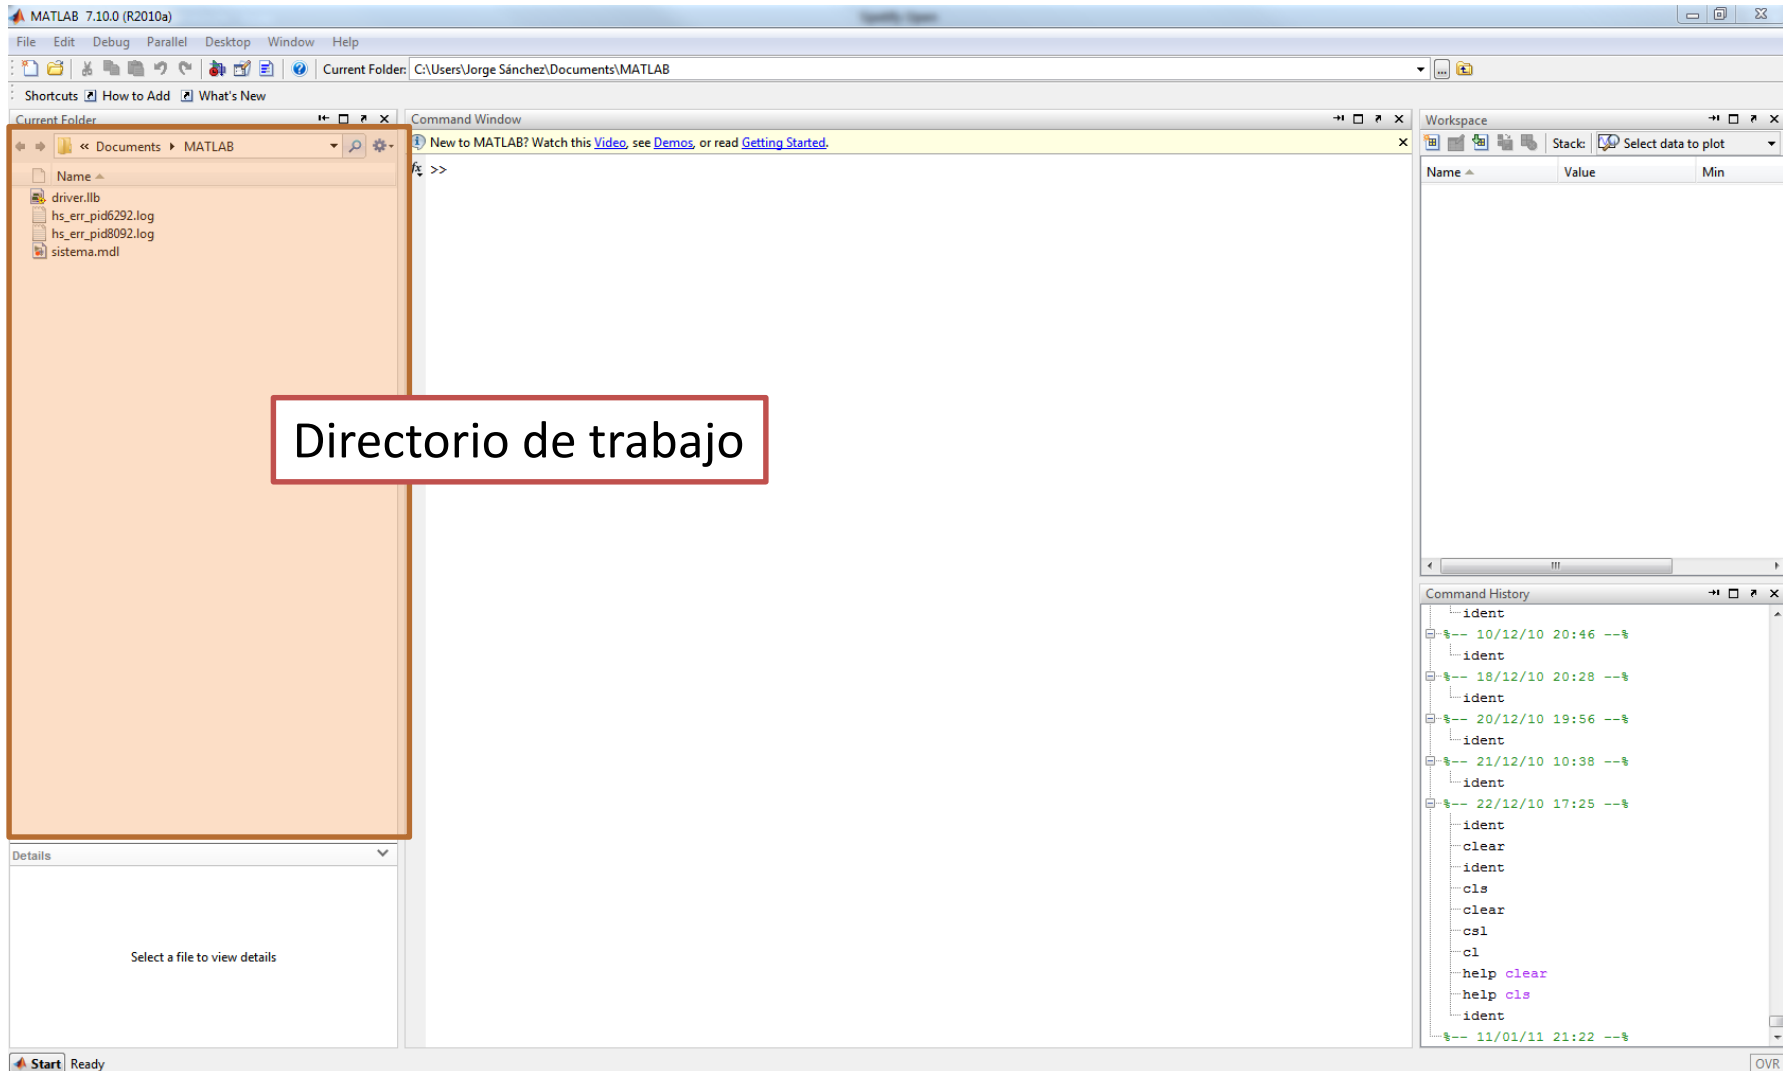 MATLAB 7.10.0 (R2010a)
File Edit Debug Parallel Desktop Window Help
Current Folder: C:\Users\Jorge Sánchez\Documents\MATLAB
Shortcuts How to Add What's New
Current Folder
« Documents MATLAB
Name
driver.llb
hs_err_pid6292.log
hs_err_pid8092.log
sistema.mdl
Directorio de trabajo
Details
Select a file to view details
Command Window
New to MATLAB? Watch this Video, see Demos, or read Getting Started.
fx >>
Workspace
Stack: Select data to plot
Name Value Min
Command History
ident
%-- 10/12/10 20:46 --%
ident
%-- 18/12/10 20:28 --%
ident
%-- 20/12/10 19:56 --%
ident
%-- 21/12/10 10:38 --%
ident
%-- 22/12/10 17:25 --%
ident
clear
ident
cls
clear
csl
cl
help clear
help cls
ident
%-- 11/01/11 21:22 --%
Start Ready
OVR